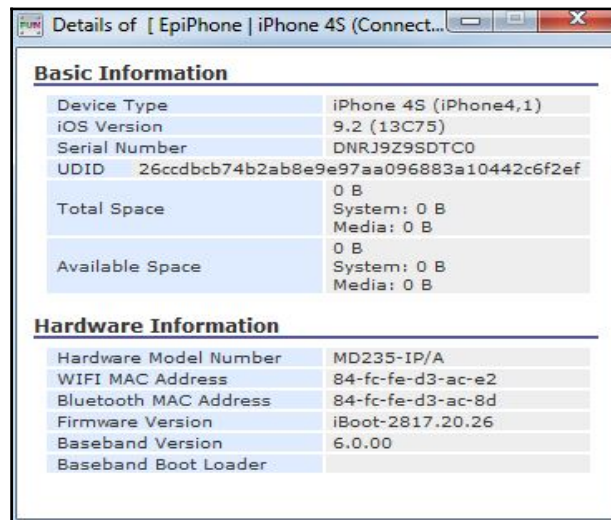 Details of [ EpiPhone | iPhone 4S (Connect...
Basic Information
Device Type iPhone 4S (iPhone4,1)
iOS Version 9.2 (13C75)
Serial Number DNRJ9Z9SDTC0
UDID 26ccdbcb74b2ab8e9e97aa096883a10442c6f2ef
Total Space
0 B
System: 0 B
Media: 0 B
Available Space
0 B
System: 0 B
Media: 0 B
Hardware Information
Hardware Model Number MD235-IP/A
WIFI MAC Address 84-fc-fe-d3-ac-e2
Bluetooth MAC Address 84-fc-fe-d3-ac-8d
Firmware Version iBoot-2817.20.26
Baseband Version 6.0.00
Baseband Boot Loader